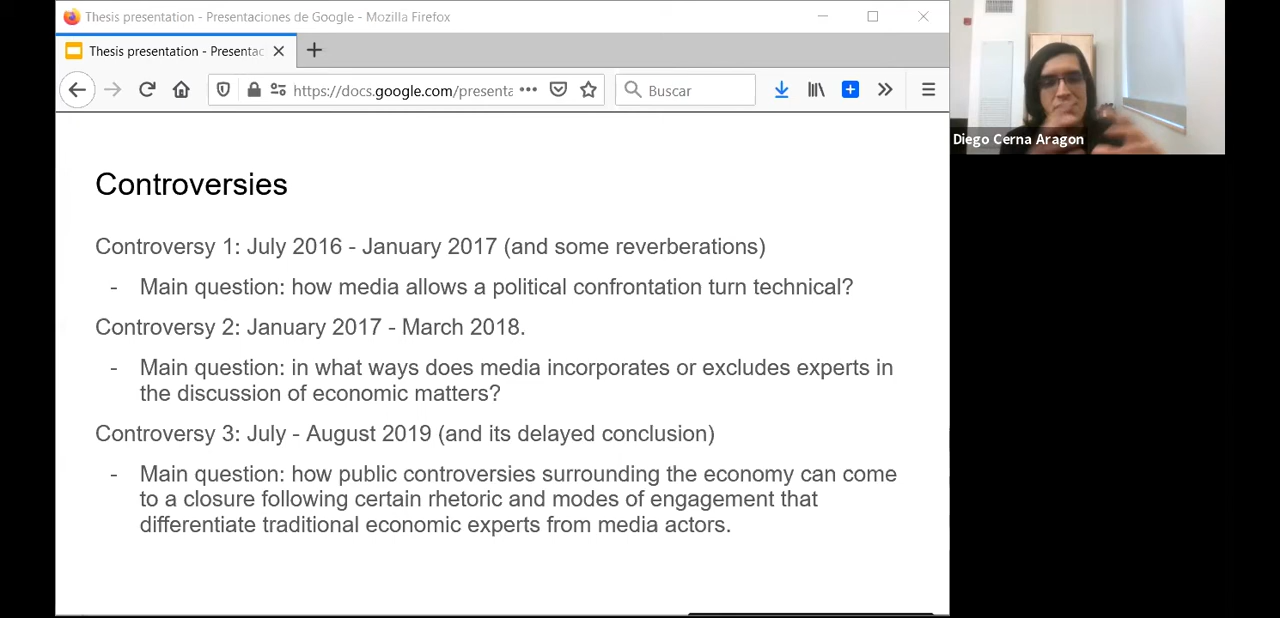 Thesis presentation - Presentaciones de Google - Mozilla Firefox
Thesis presentation - Presentac
https://docs.google.com/presenta
Buscar
Diego Cerna Aragon
Controversies
Controversy 1: July 2016 - January 2017 (and some reverberations)
- Main question: how media allows a political confrontation turn technical?
Controversy 2: January 2017 - March 2018.
- Main question: in what ways does media incorporates or excludes experts in
the discussion of economic matters?
Controversy 3: July - August 2019 (and its delayed conclusion)
- Main question: how public controversies surrounding the economy can come
to a closure following certain rhetoric and modes of engagement that
differentiate traditional economic experts from media actors.